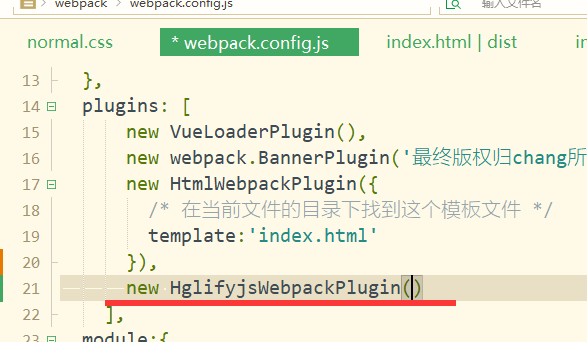 webpack > webpack.config.js
输入文件名
normal.css
* webpack.config.js
index.html | dist
13 },
14 plugins: [
15 new VueLoaderPlugin(),
16 new webpack.BannerPlugin('最终版权归chang所
17 new HtmlWebpackPlugin({
18 /* 在当前文件的目录下找到这个模板文件 */
19 template:'index.html'
20 }),
21 new HglifyjsWebpackPlugin()
22 ],
23 module:{